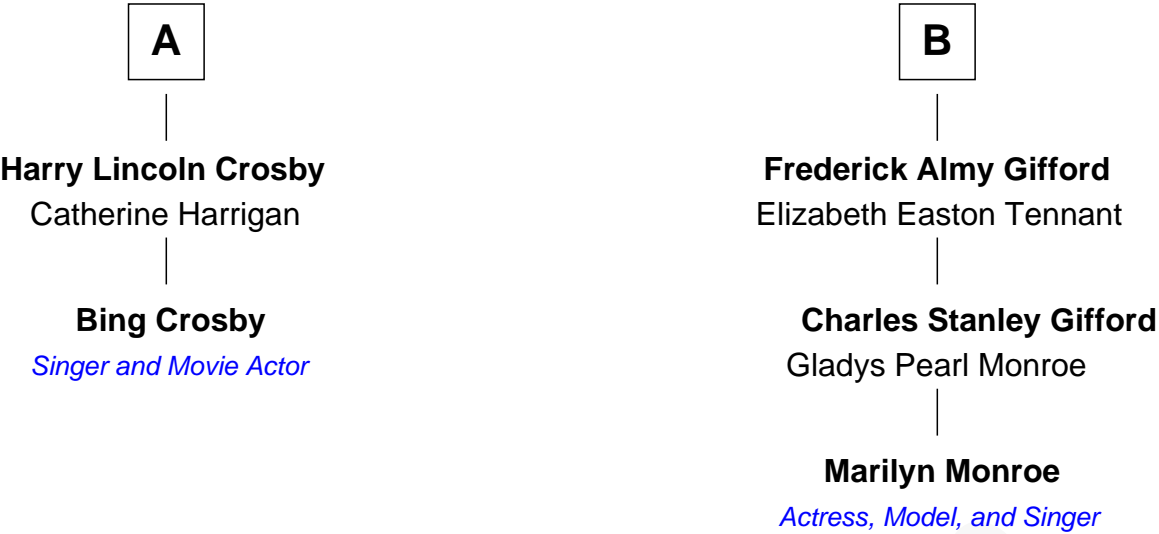 A
B
Harry Lincoln Crosby
Catherine Harrigan
Frederick Almy Gifford
Elizabeth Easton Tennant
Bing Crosby
Singer and Movie Actor
Charles Stanley Gifford
Gladys Pearl Monroe
Marilyn Monroe
Actress, Model, and Singer